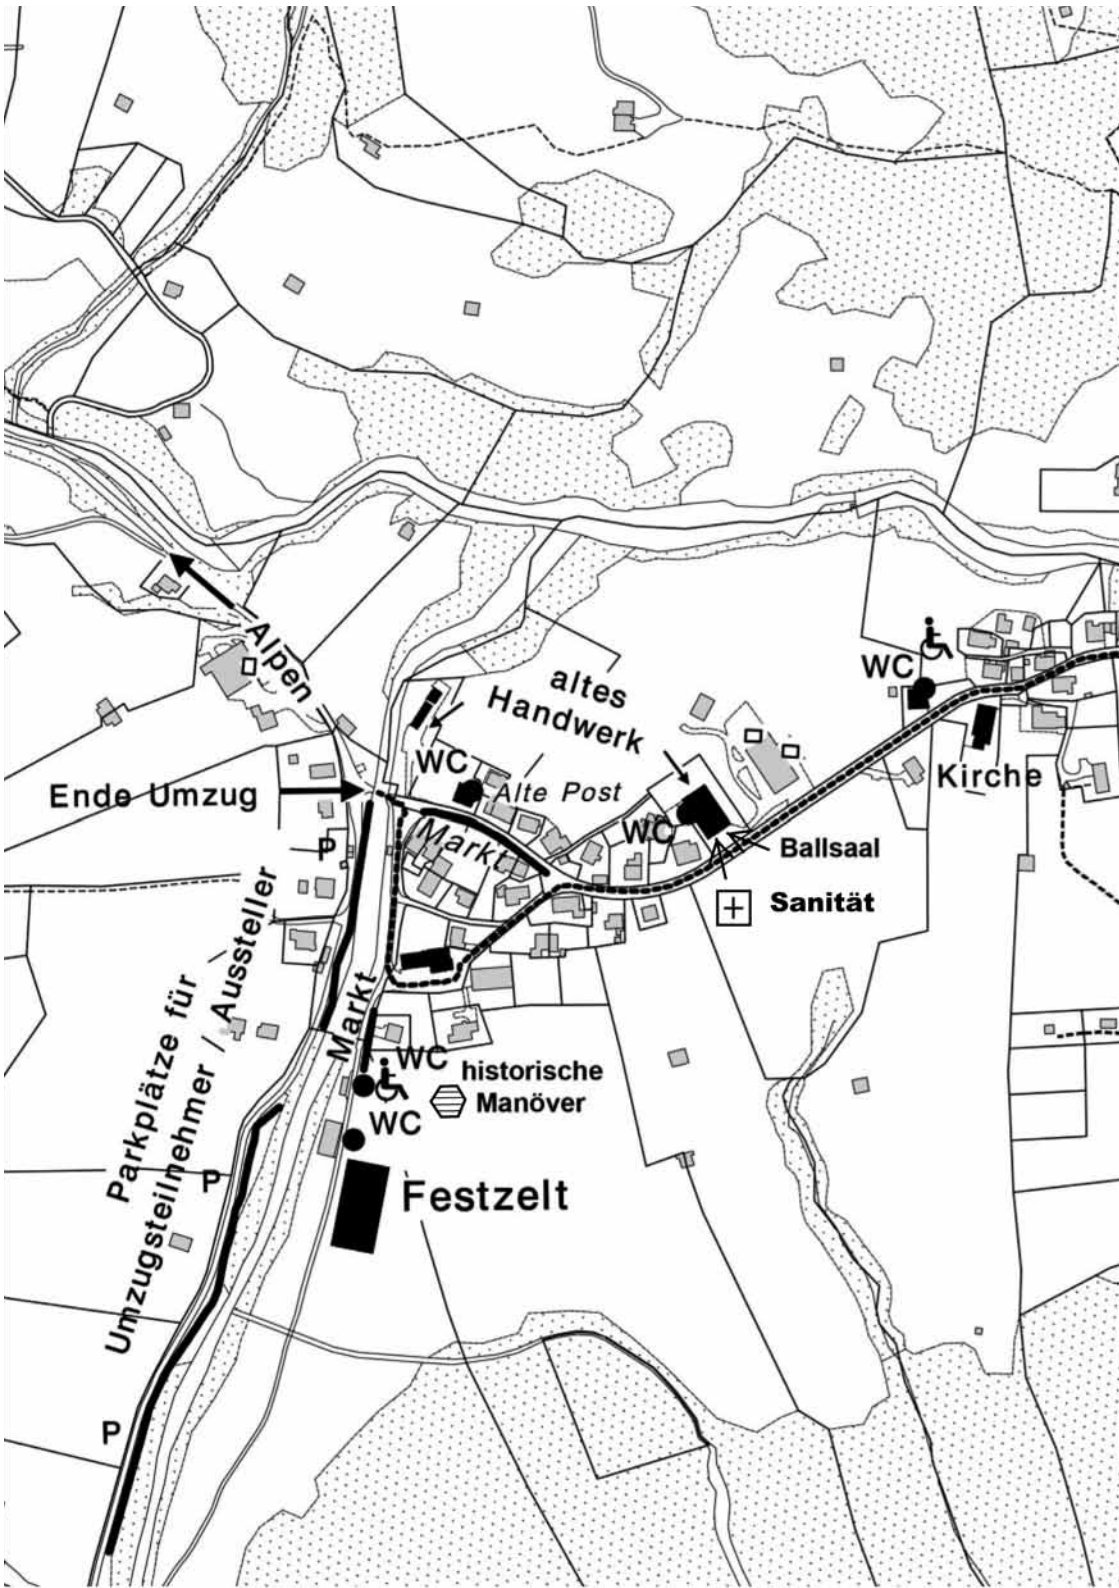 WC
Alpen
altes
Handwerk
WC
Kirche
Ende Umzug
Alte Post
Markt
WC
P
Ballsaal
Sanität
Parkplätze für
Umzugsteilnehmer / Aussteller
Markt
WC
historische
Manöver
WC
P
Festzelt
P